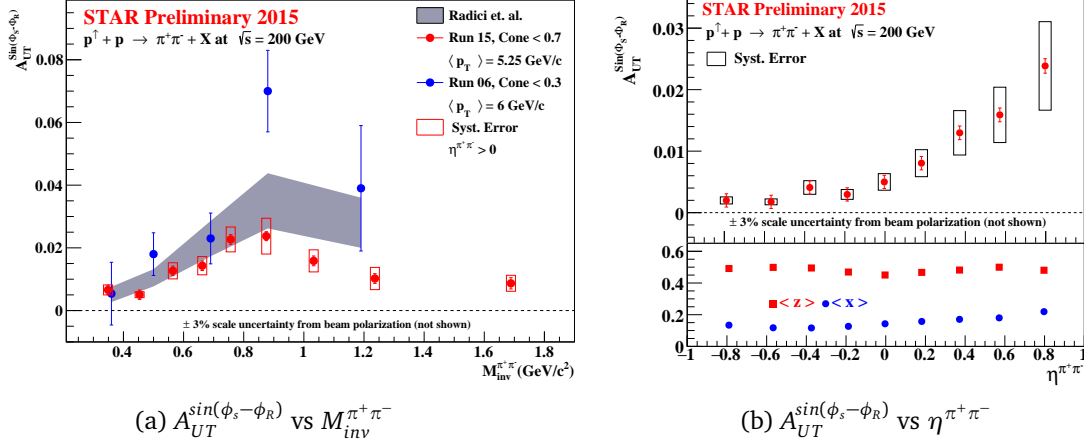 STAR Preliminary 2015
p↑ + p → π⁺π⁻ + X at √s = 200 GeV
A_UT^Sin(Φ_S-Φ_R)
Radici et. al.
Run 15, Cone < 0.7
⟨ p_T ⟩ = 5.25 GeV/c
Run 06, Cone < 0.3
⟨ p_T ⟩ = 6 GeV/c
Syst. Error
η^π⁺π⁻ > 0
0.08
0.06
0.04
0.02
0
± 3% scale uncertainty from beam polarization (not shown)
0.4 0.6 0.8 1 1.2 1.4 1.6 1.8
M_inv^π⁺π⁻(GeV/c²)
(a) A_UT^sin(ϕ_s−ϕ_R) vs M_inv^π⁺π⁻
STAR Preliminary 2015
p↑ + p → π⁺π⁻ + X at √s = 200 GeV
A_UT^Sin(Φ_S-Φ_R)
Syst. Error
0.03
0.02
0.01
0
± 3% scale uncertainty from beam polarization (not shown)
0.6
0.4
< z > < x >
0.2
0
−1 −0.8 −0.6 −0.4 −0.2 0 0.2 0.4 0.6 0.8 1
η^π⁺π⁻
(b) A_UT^sin(ϕ_s−ϕ_R) vs η^π⁺π⁻